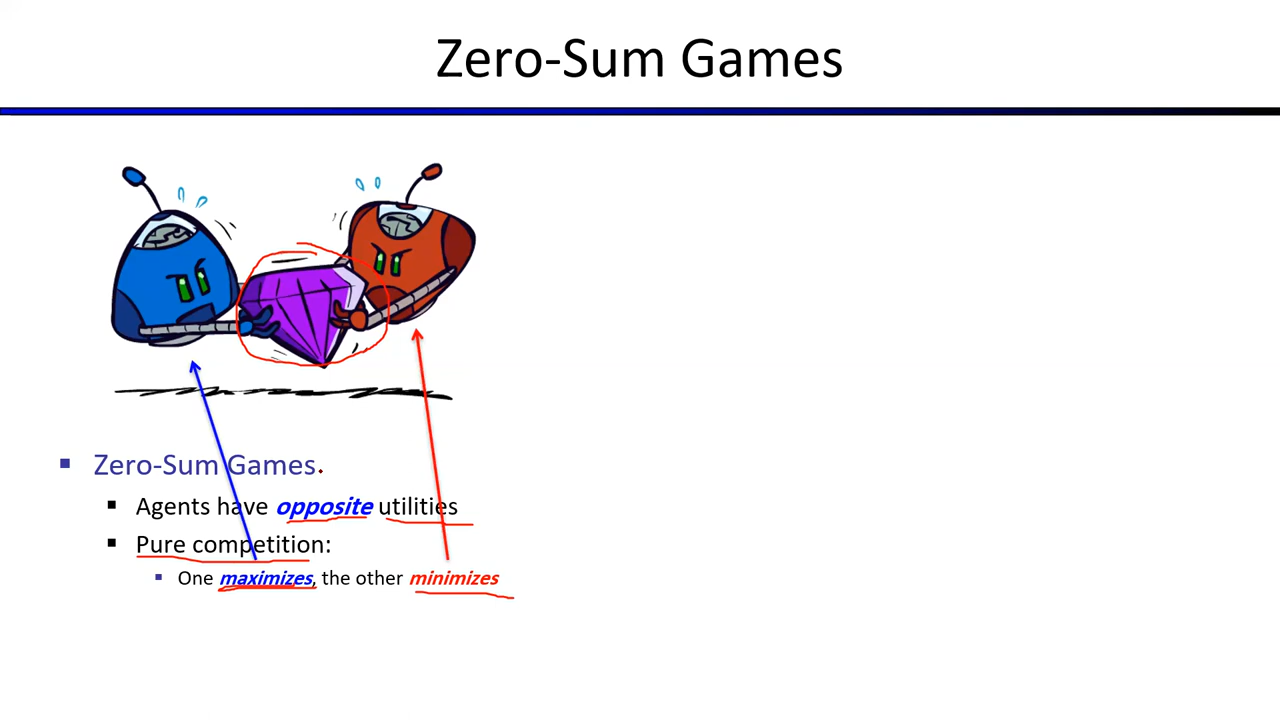 Zero-Sum Games
Zero-Sum Games.
Agents have opposite utilities
Pure competition:
One maximizes, the other minimizes